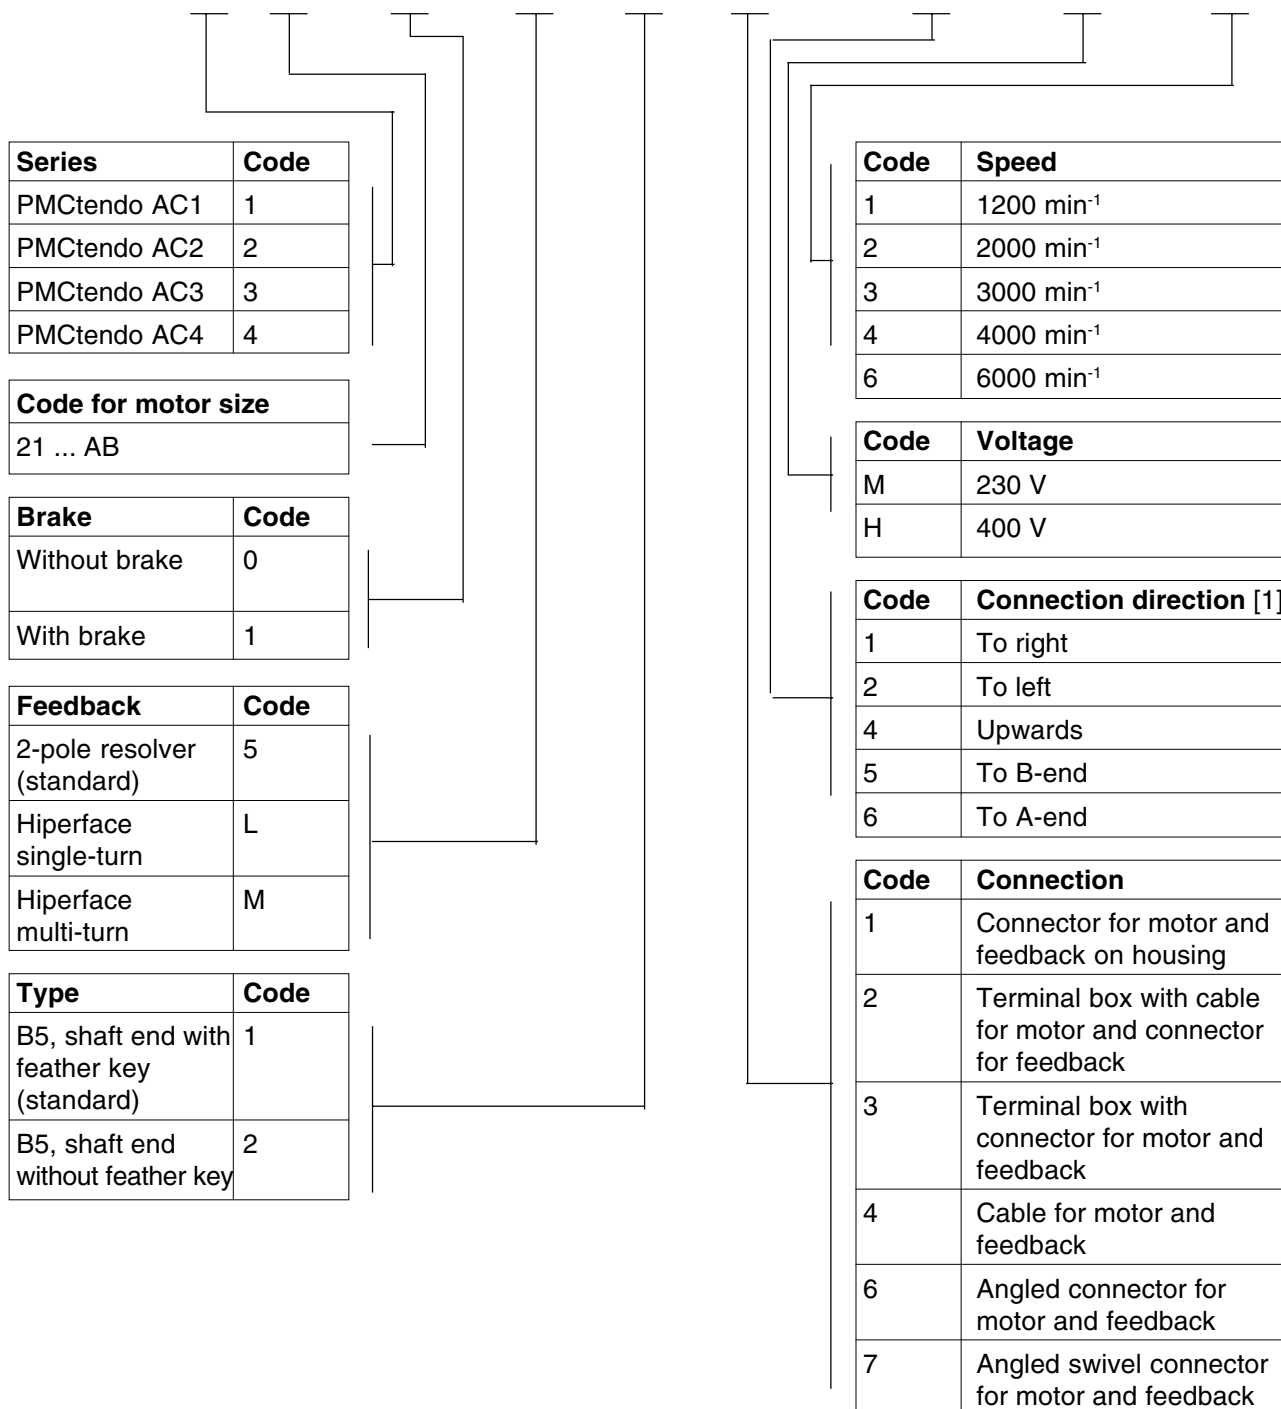 Series Code
PMCtendo AC1 1
PMCtendo AC2 2
PMCtendo AC3 3
PMCtendo AC4 4
Code for motor size
21 ... AB
Brake Code
Without brake 0
With brake 1
Feedback Code
2-pole resolver 5
(standard)
Hiperface L
single-turn
Hiperface M
multi-turn
Type Code
B5, shaft end with 1
feather key
(standard)
B5, shaft end 2
without feather key
Code Speed
1 1200 min-1
2 2000 min-1
3 3000 min-1
4 4000 min-1
6 6000 min-1
Code Voltage
M 230 V
H 400 V
Code Connection direction [1]
1 To right
2 To left
4 Upwards
5 To B-end
6 To A-end
Code Connection
1 Connector for motor and
feedback on housing
2 Terminal box with cable
for motor and connector
for feedback
3 Terminal box with
connector for motor and
feedback
4 Cable for motor and
feedback
6 Angled connector for
motor and feedback
7 Angled swivel connector
for motor and feedback